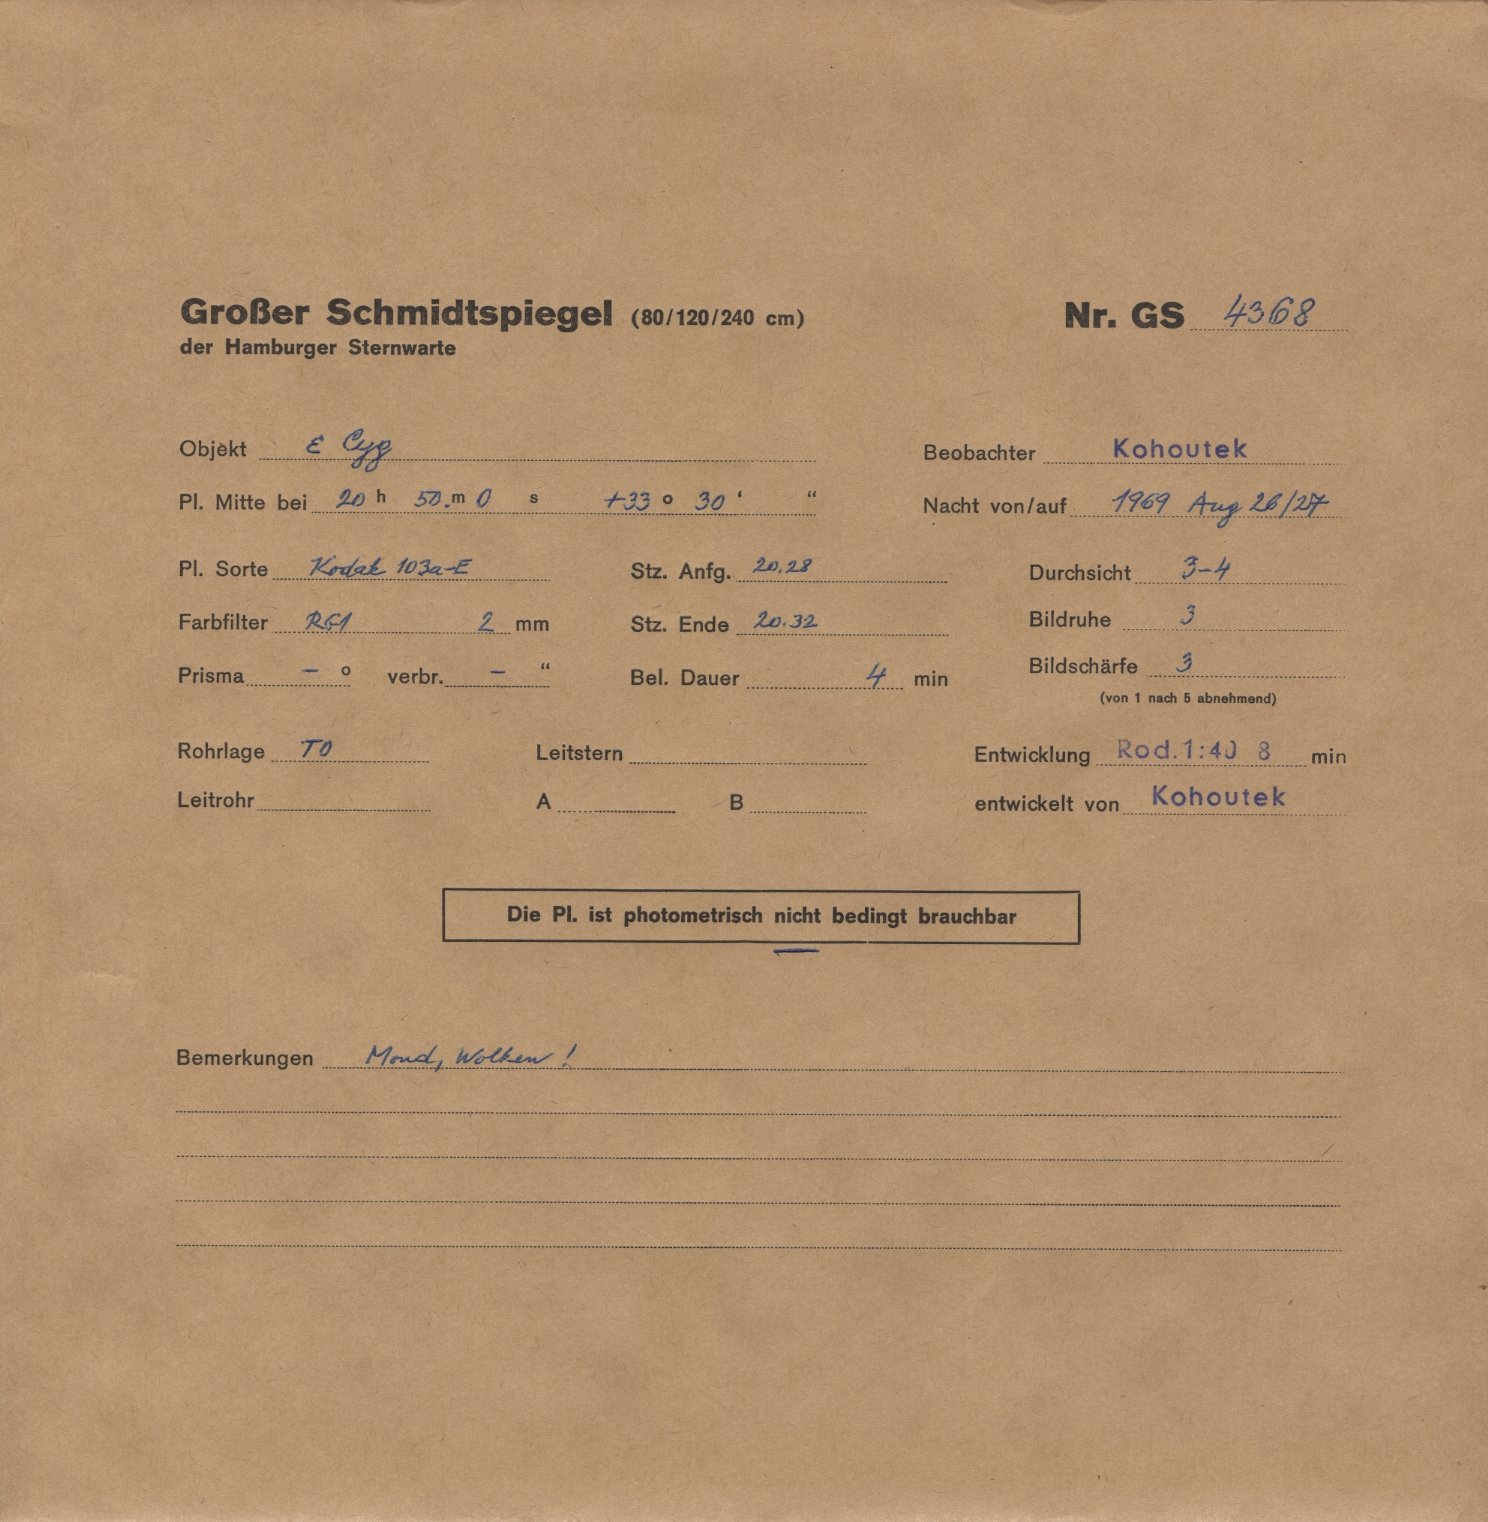 Großer Schmidtspiegel (80/120/240 cm) Nr. GS 4368
der Hamburger Sternwarte
Objekt ε Cyg Beobachter Kohoutek
Pl. Mitte bei 20 h 50. m 0 s +33 o 30 ‘ “ Nacht von/auf 1969 Aug 26/27
Pl. Sorte Kodak 103a-E Stz. Anfg. 20.28 Durchsicht 3-4
Farbfilter RG1 2 mm Stz. Ende 20.32 Bildruhe 3
Prisma – o verbr. – “ Bel. Dauer 4 min Bildschärfe 3
(von 1 nach 5 abnehmend)
Rohrlage TO Leitstern Entwicklung Rod. 1:40 8 min
Leitrohr A B entwickelt von Kohoutek
Die Pl. ist photometrisch nicht bedingt brauchbar
Bemerkungen Mond, Wolken !